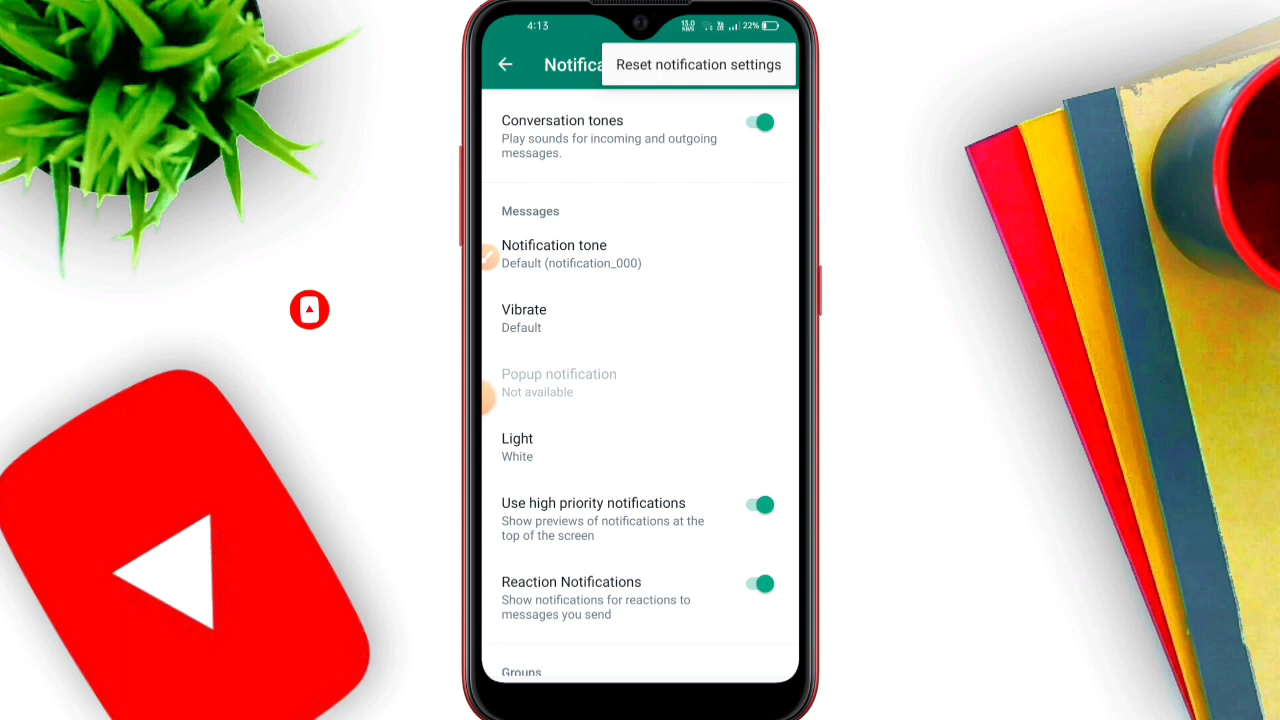 4:13
22%
Notifica
Reset notification settings
Conversation tones
Play sounds for incoming and outgoing
messages.
Messages
Notification tone
Default (notification_000)
Vibrate
Default
Popup notification
Not available
Light
White
Use high priority notifications
Show previews of notifications at the
top of the screen
Reaction Notifications
Show notifications for reactions to
messages you send
Groups